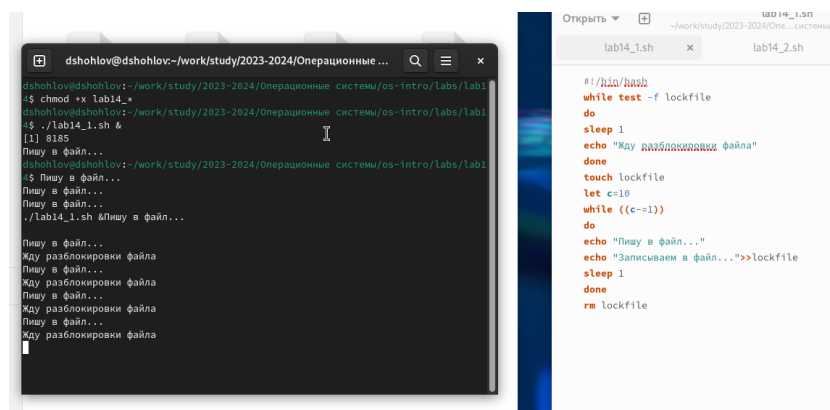 dshohlov@dshohlov:~/work/study/2023-2024/Операционные ...
dshohlov@dshohlov:~/work/study/2023-2024/Операционные системы/os-intro/labs/lab1
4$ chmod +x lab14_*
dshohlov@dshohlov:~/work/study/2023-2024/Операционные системы/os-intro/labs/lab1
4$ ./lab14_1.sh &
[1] 8185
Пишу в файл...
dshohlov@dshohlov:~/work/study/2023-2024/Операционные системы/os-intro/labs/lab1
4$ Пишу в файл...
Пишу в файл...
Пишу в файл...
./lab14_1.sh &Пишу в файл...
Пишу в файл...
Жду разблокировки файла
Пишу в файл...
Жду разблокировки файла
Пишу в файл...
Жду разблокировки файла
Пишу в файл...
Жду разблокировки файла
Открыть
lab14_1.sh
~/work/study/2023-2024/Опе...системы
lab14_1.sh × lab14_2.sh
#!/bin/bash
while test -f lockfile
do
sleep 1
echo "Жду разблокировки файла"
done
touch lockfile
let c=10
while ((c-=1))
do
echo "Пишу в файл..."
echo "Записываем в файл...">>lockfile
sleep 1
done
rm lockfile